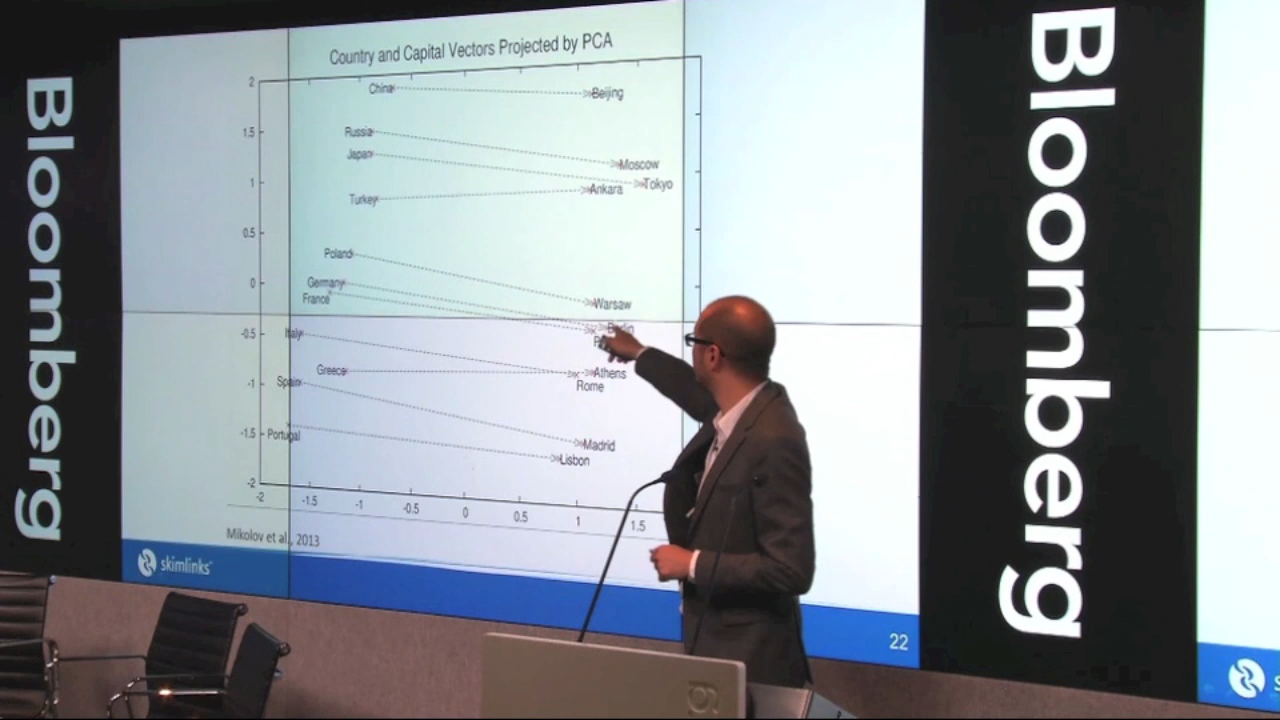 Bloomberg
Country and Capital Vectors Projected by PCA
2
China
Beijing
1.5
Russia
Moscow
Japan
Tokyo
1
Turkey
Ankara
0.5
Poland
Warsaw
0
Germany
Berlin
France
-0.5
Italy
Greece
Athens
Rome
-1
Spain
Madrid
-1.5
Portugal
Lisbon
-2
-2 -1.5 -1 -0.5 0 0.5 1 1.5
Mikolov et al., 2013
skimlinks
22
Bloomberg